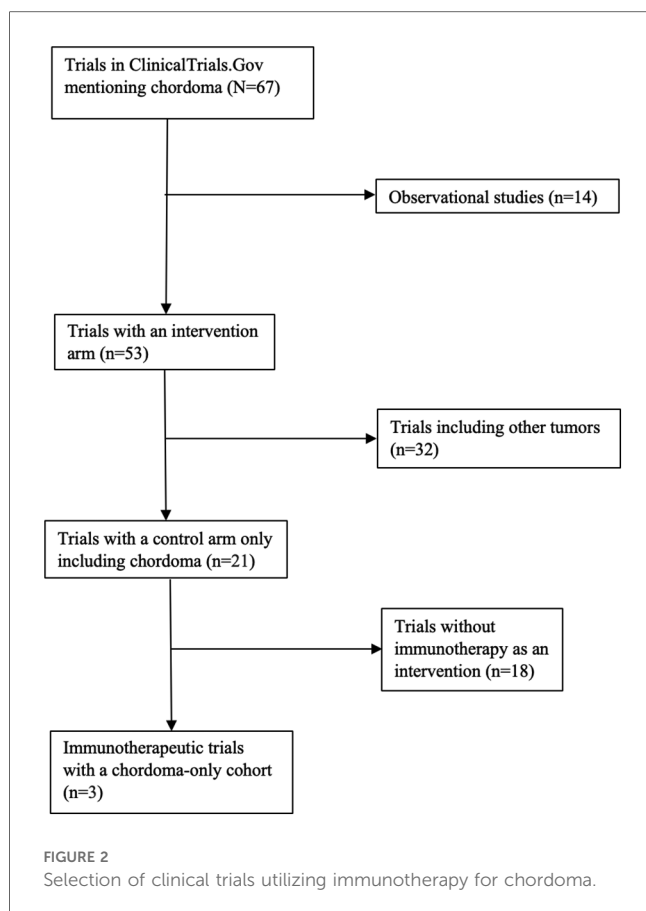 Trials in ClinicalTrials.Gov
mentioning chordoma (N=67)
Observational studies (n=14)
Trials with an intervention
arm (n=53)
Trials including other tumors
(n=32)
Trials with a control arm only
including chordoma (n=21)
Trials without
immunotherapy as an
intervention (n=18)
Immunotherapeutic trials
with a chordoma-only cohort
(n=3)
FIGURE 2
Selection of clinical trials utilizing immunotherapy for chordoma.